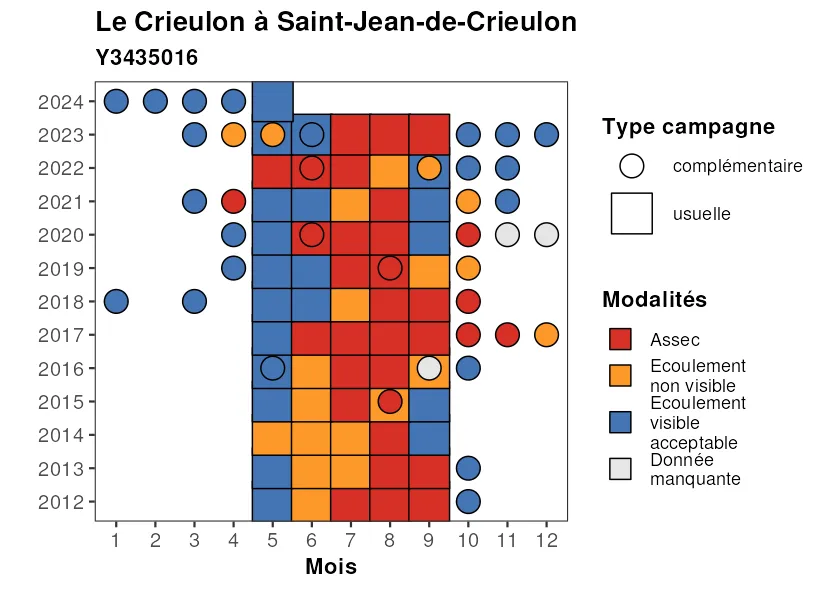 Le Crieulon à Saint-Jean-de-Crieulon
Y3435016
2024
2023
2022
2021
2020
2019
2018
2017
2016
2015
2014
2013
2012
1 2 3 4 5 6 7 8 9 10 11 12
Mois
Type campagne
complémentaire
usuelle
Modalités
Assec
Ecoulement
non visible
Ecoulement
visible
acceptable
Donnée
manquante